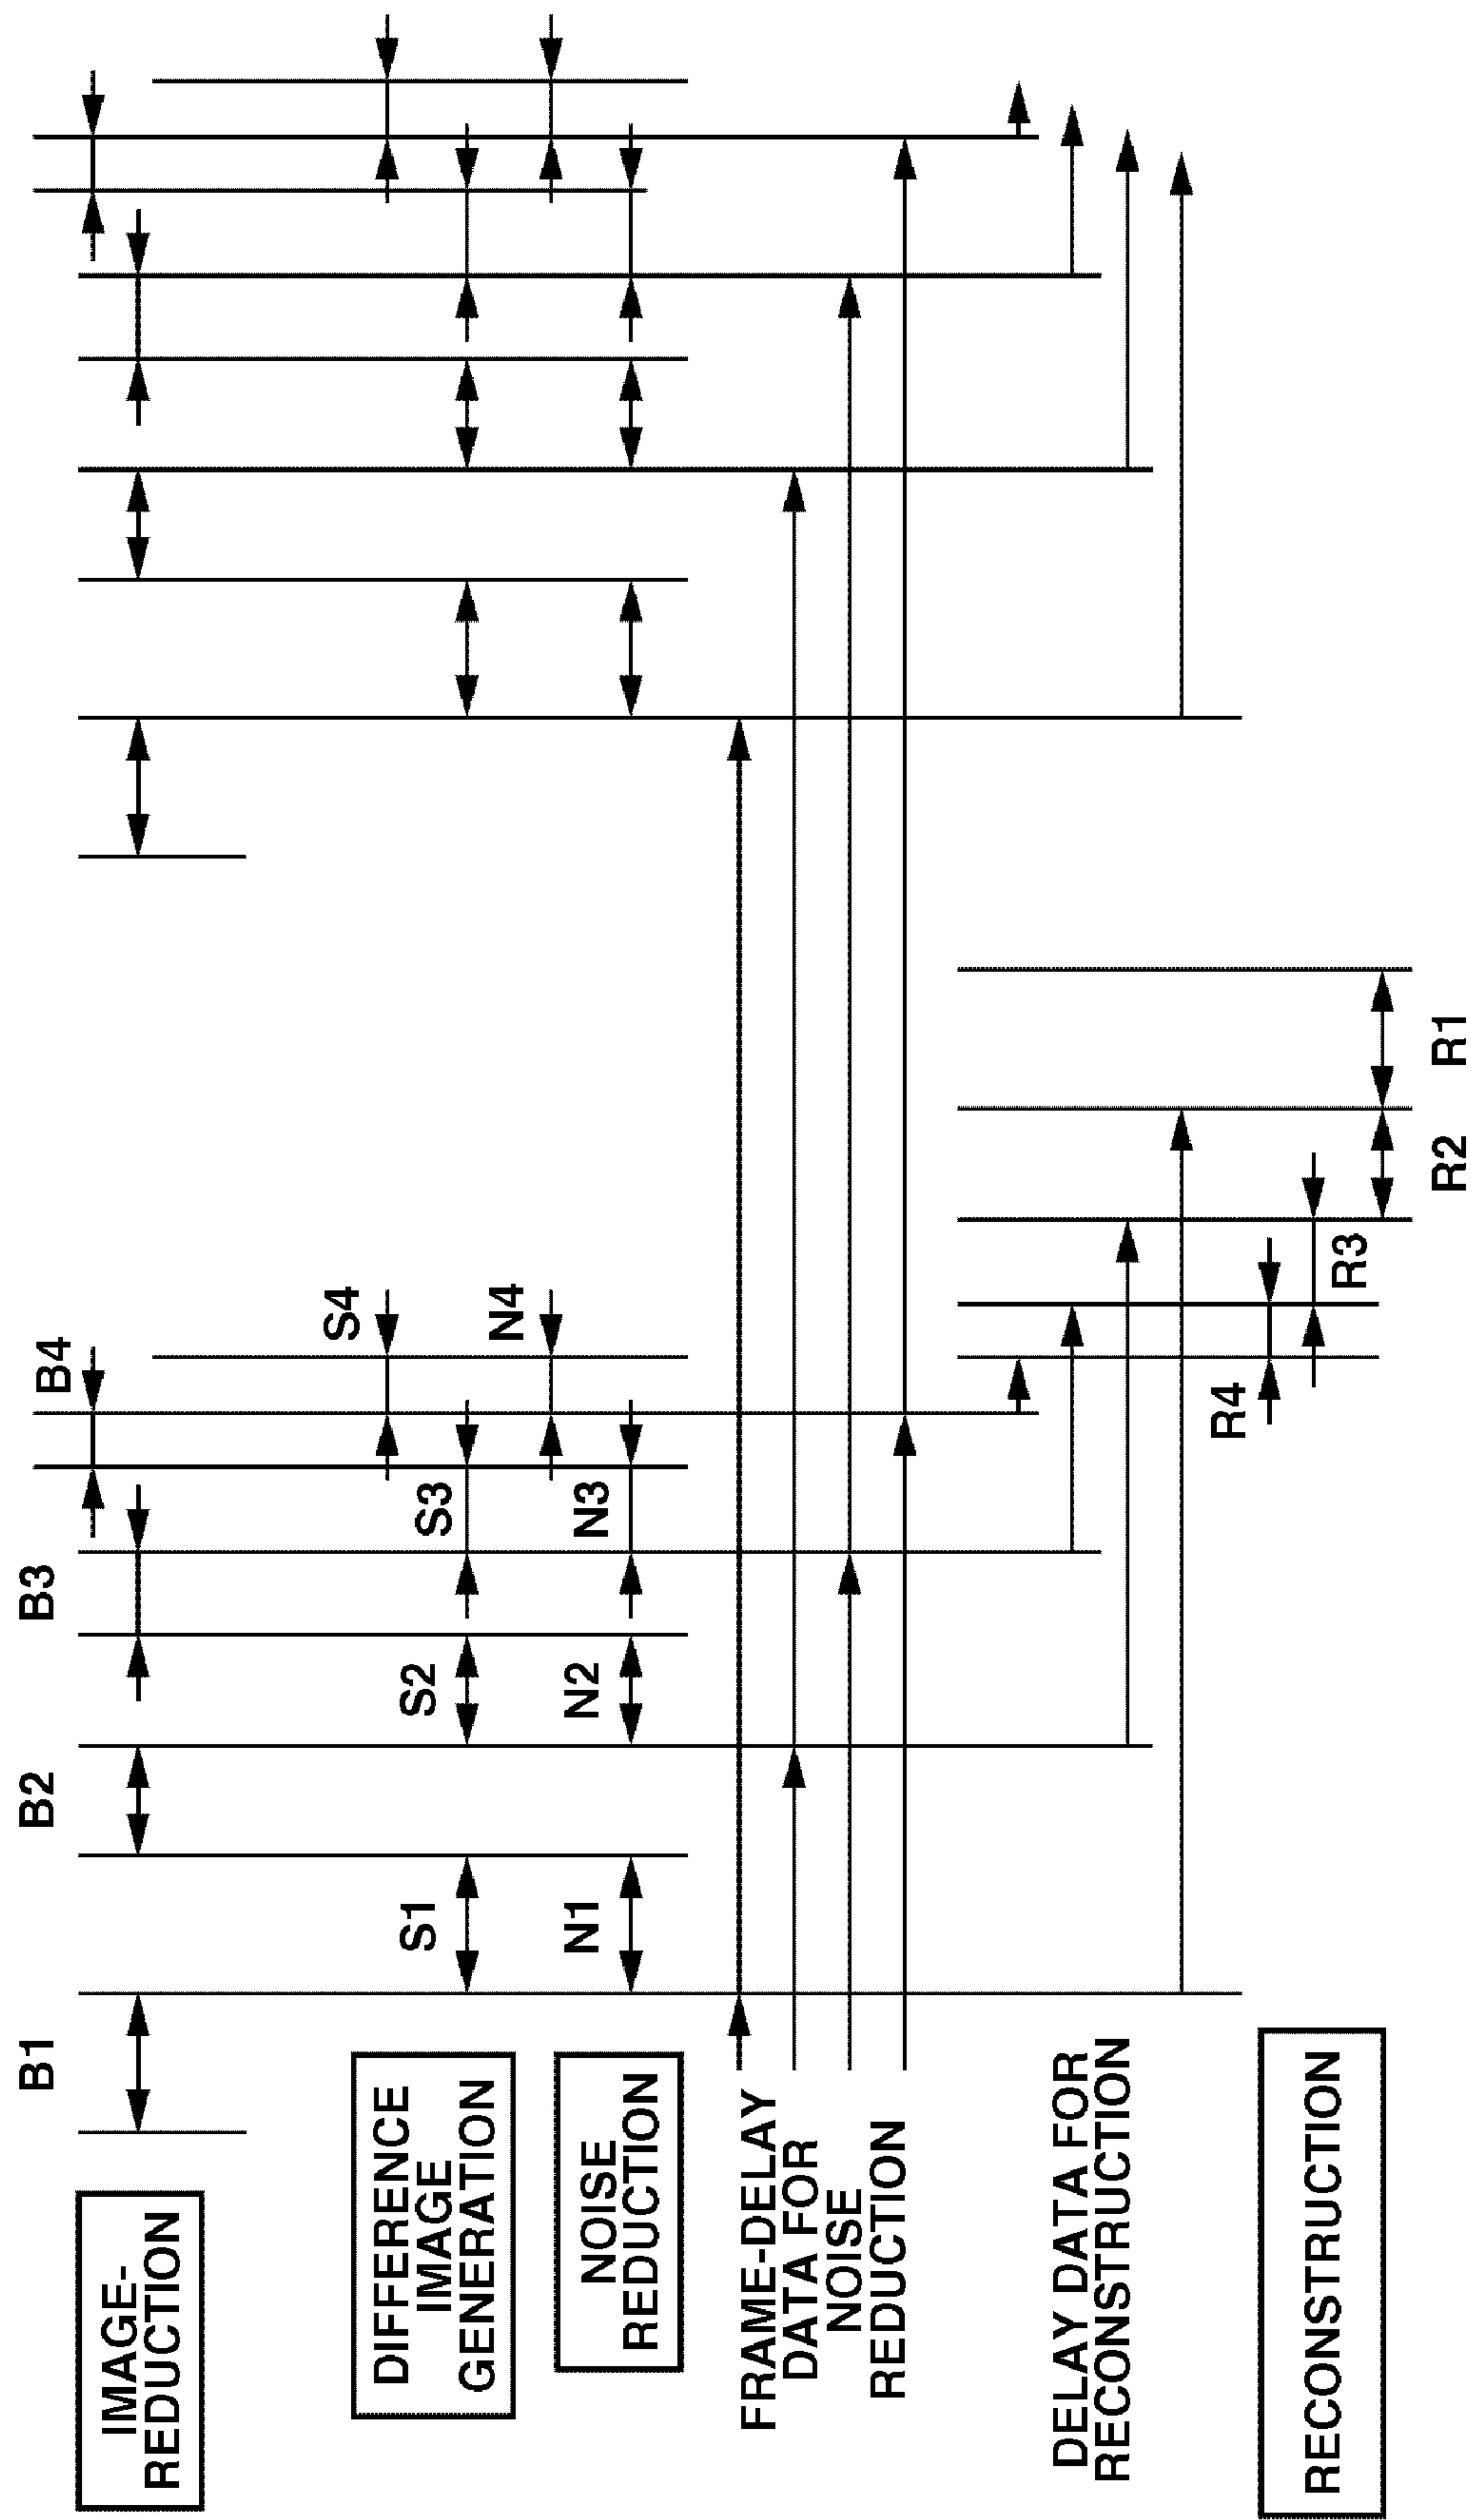 IMAGE-
REDUCTION
B1
B2
B3
B4
DIFFERENCE
IMAGE
GENERATION
S1
S2
S3
S4
NOISE
REDUCTION
N1
N2
N3
N4
FRAME-DELAY
DATA FOR
NOISE
REDUCTION
DELAY DATA FOR
RECONSTRUCTION
RECONSTRUCTION
R4
R3
R2
R1